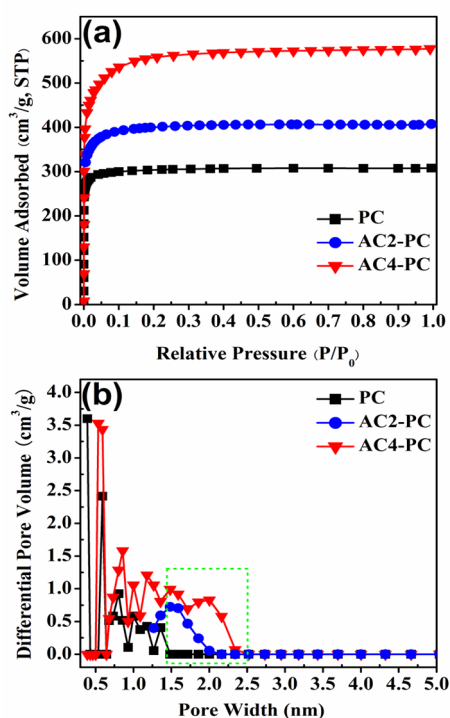 (a)
600
500
400
300
200
100
0
Volume Adsorbed (cm³/g, STP)
PC
AC2-PC
AC4-PC
0.0 0.1 0.2 0.3 0.4 0.5 0.6 0.7 0.8 0.9 1.0
Relative Pressure (P/P₀)
(b)
4.0
3.5
3.0
2.5
2.0
1.5
1.0
0.5
0.0
Differential Pore Volume (cm³/g)
PC
AC2-PC
AC4-PC
0.5 1.0 1.5 2.0 2.5 3.0 3.5 4.0 4.5 5.0
Pore Width (nm)